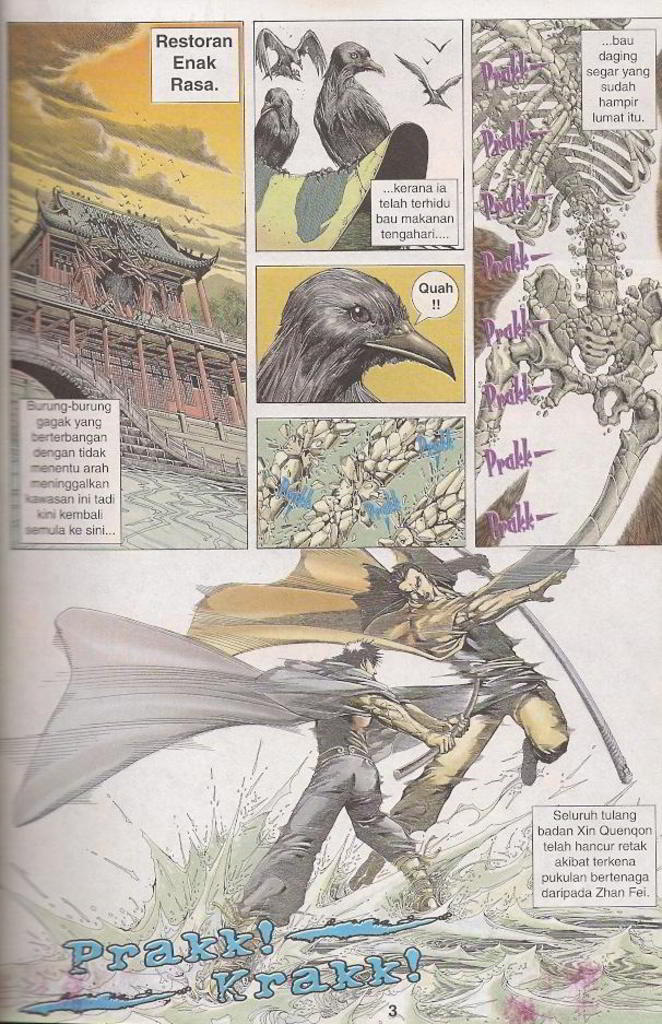 Restoran
Enak
Rasa.
Burung-burung
gagak yang
berterbangan
dengan tidak
menentu arah
meninggalkan
kawasan ini tadi
kini kembali
semula ke sini...
...kerana ia
telah terhidu
bau makanan
tengahari....
Quah
!!
Prakk
Prakk
Prakk
...bau
daging
segar yang
sudah
hampir
lumat itu.
Prakk
Prakk
Prakk
Prakk
Prakk
Prakk
Prakk
Prakk
Seluruh tulang
badan Xin Quenqon
telah hancur retak
akibat terkena
pukulan bertenaga
daripada Zhan Fei.
Prakk!
Krakk!
3